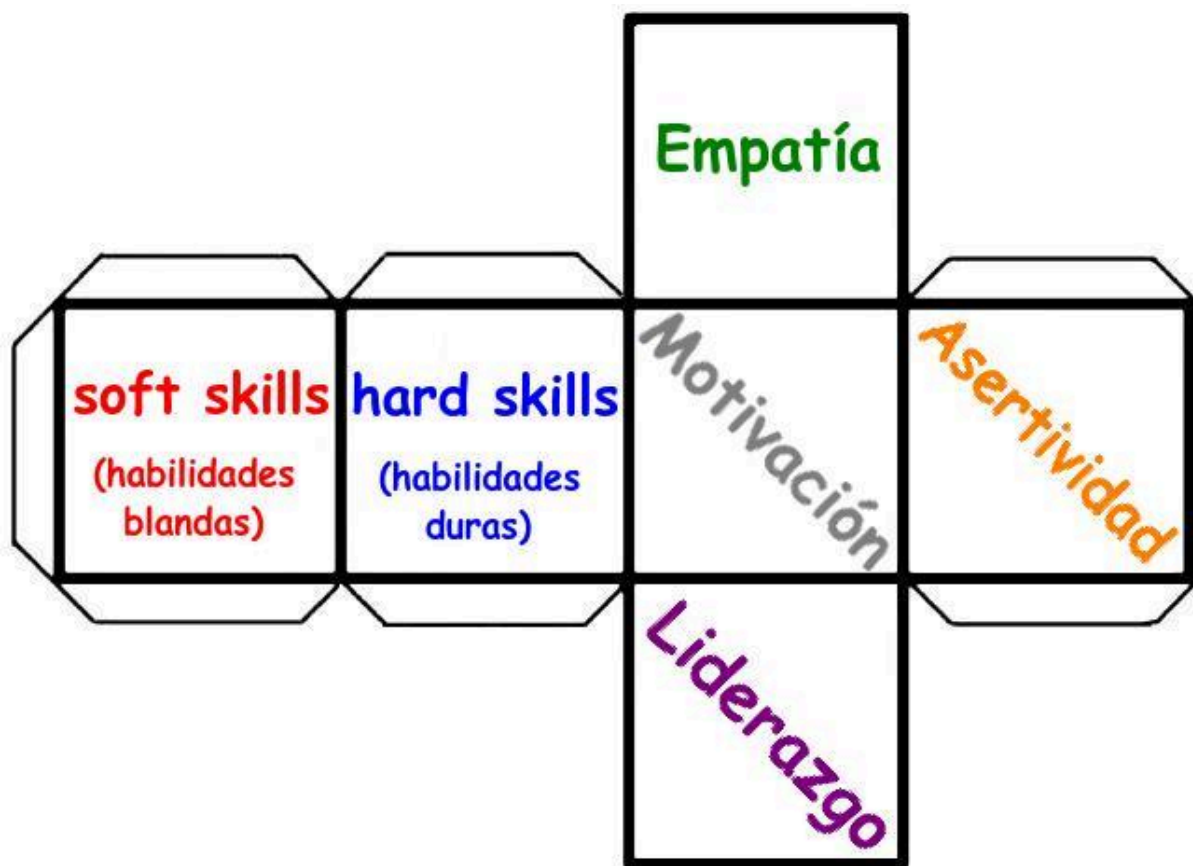 Empatía
soft skills
(habilidades
blandas)
hard skills
(habilidades
duras)
Motivación
Asertividad
Liderazgo